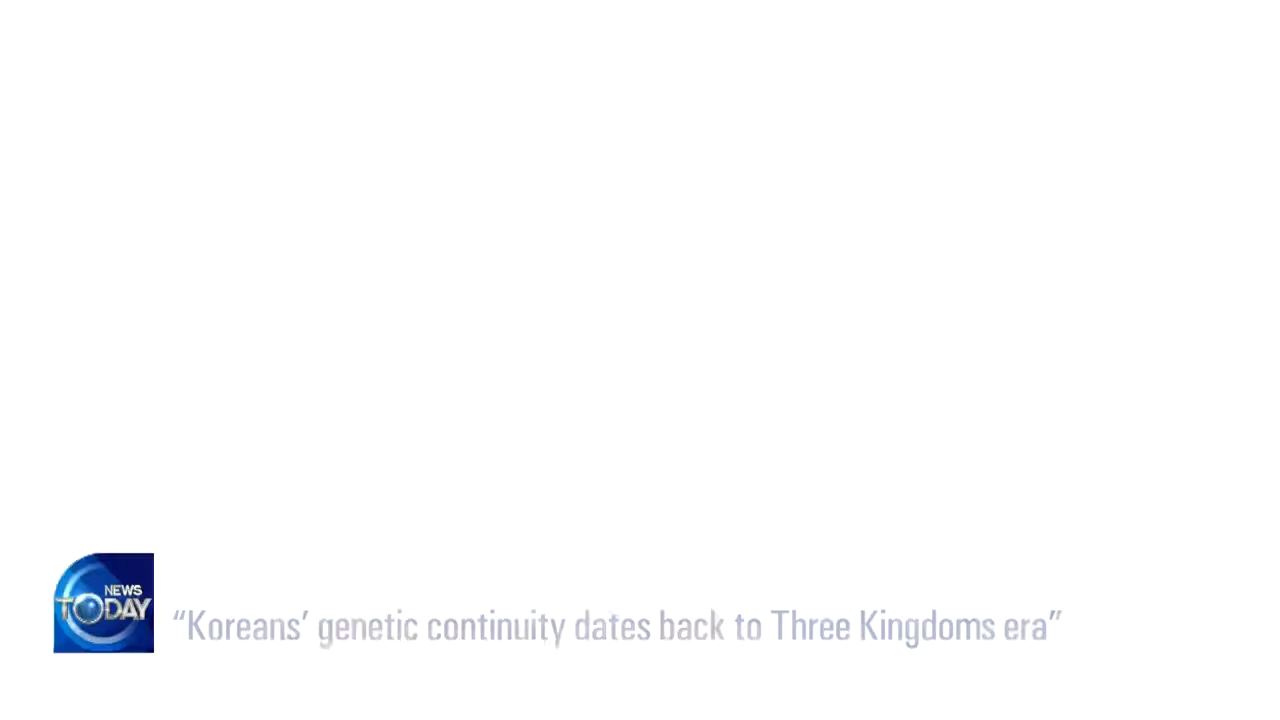 NEWS
TODAY
“Koreans’ genetic continuity dates back to Three Kingdoms era”